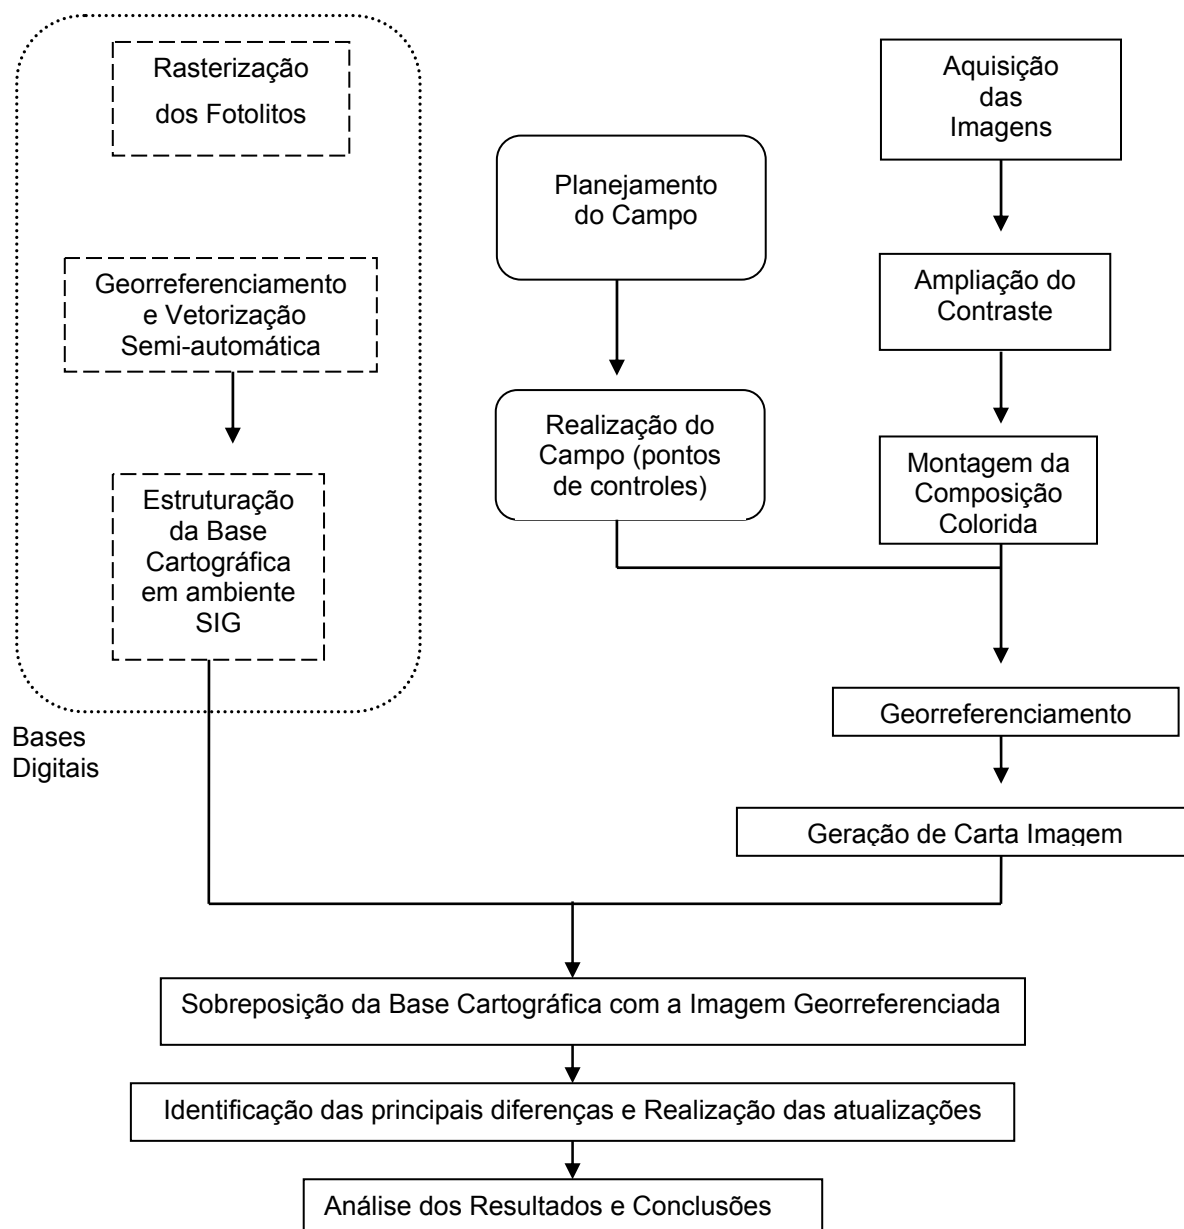 Rasterização
dos Fotolitos
Georreferenciamento
e Vetorização
Semi-automática
Estruturação
da Base
Cartográfica
em ambiente
SIG
Bases
Digitais
Planejamento
do Campo
Realização do
Campo (pontos
de controles)
Aquisição
das
Imagens
Ampliação do
Contraste
Montagem da
Composição
Colorida
Georreferenciamento
Geração de Carta Imagem
Sobreposição da Base Cartográfica com a Imagem Georreferenciada
Identificação das principais diferenças e Realização das atualizações
Análise dos Resultados e Conclusões